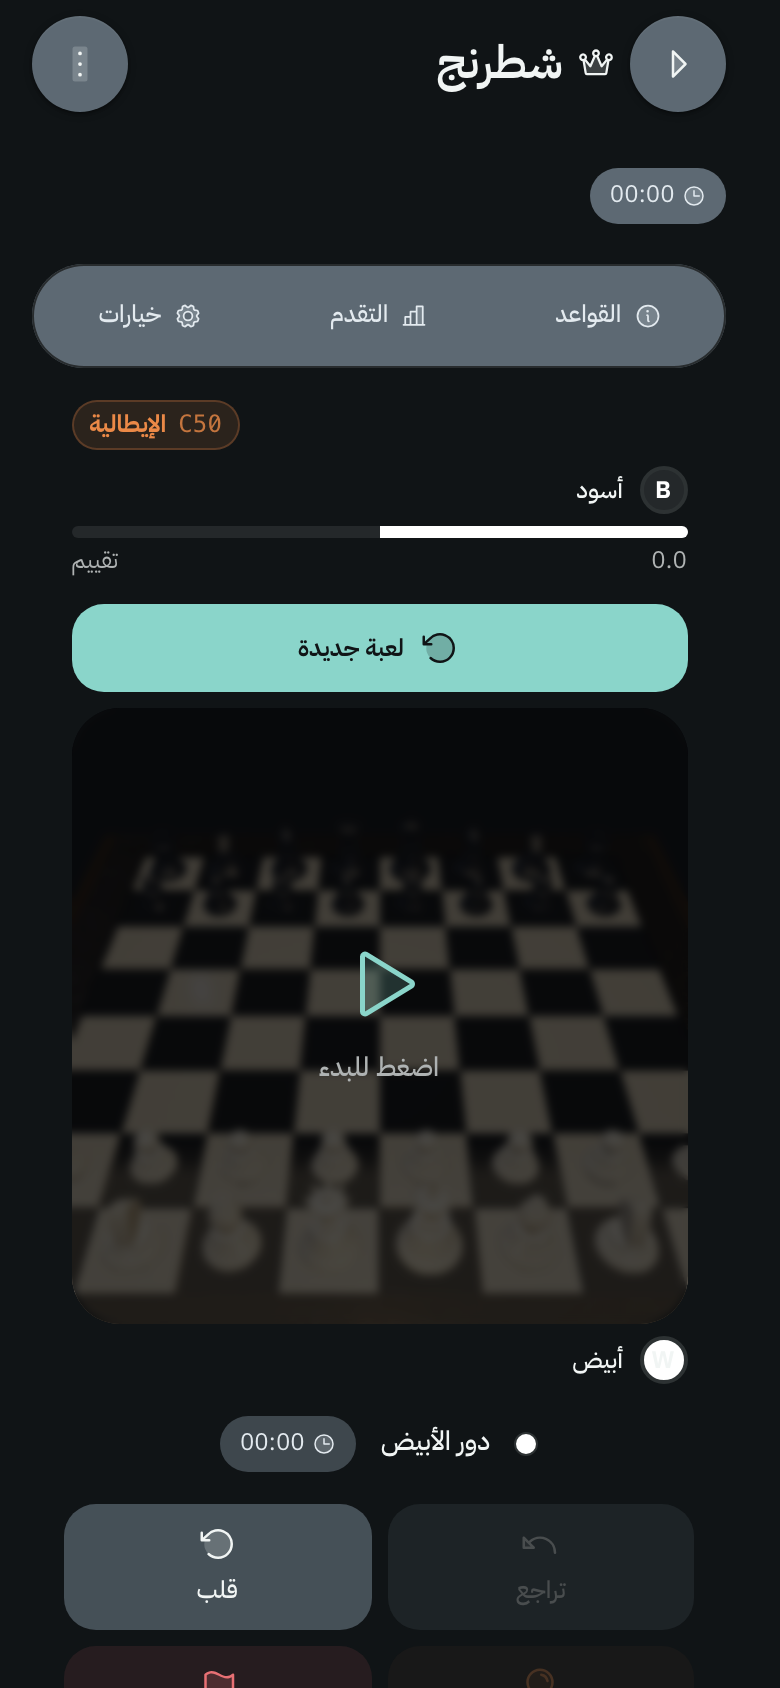 شطرنج
00:00
القواعد التقدم خيارات
C50 الإيطالية
B أسود
0.0 تقييم
لعبة جديدة
اضغط للبدء
W أبيض
دور الأبيض 00:00
تراجع قلب